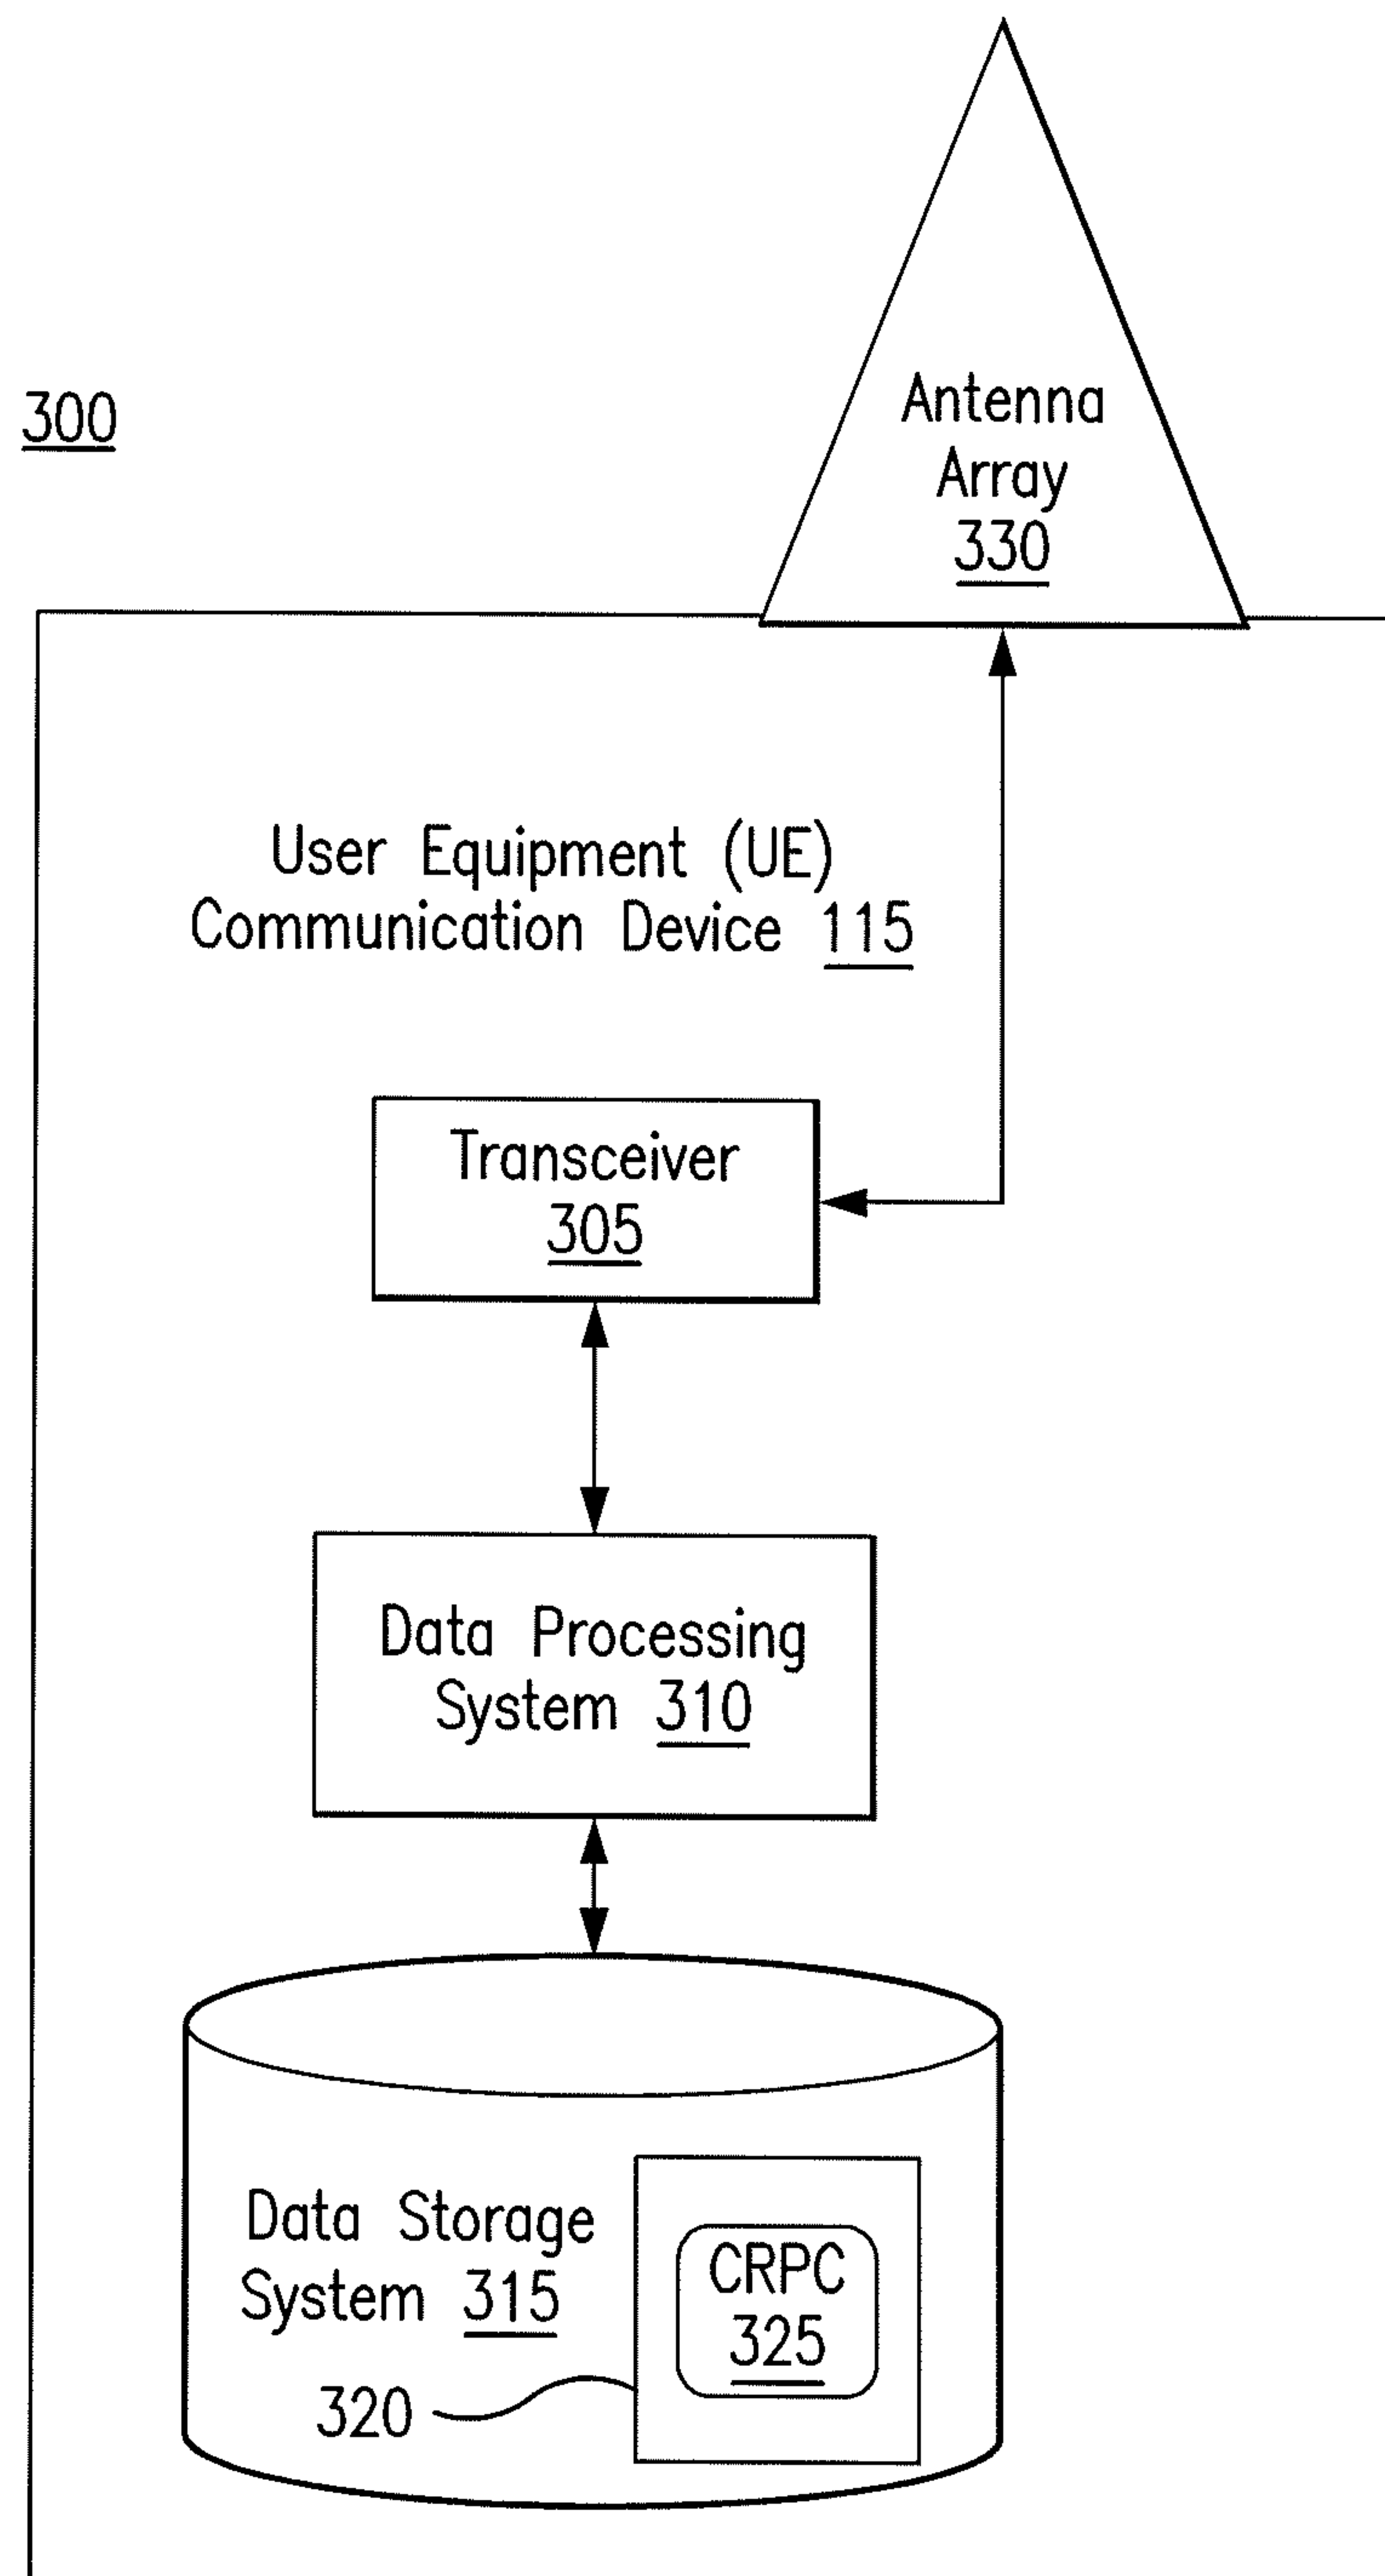 Antenna
Array
330
300
User Equipment (UE)
Communication Device 115
Transceiver
305
Data Processing
System 310
Data Storage
System 315
CRPC
325
320